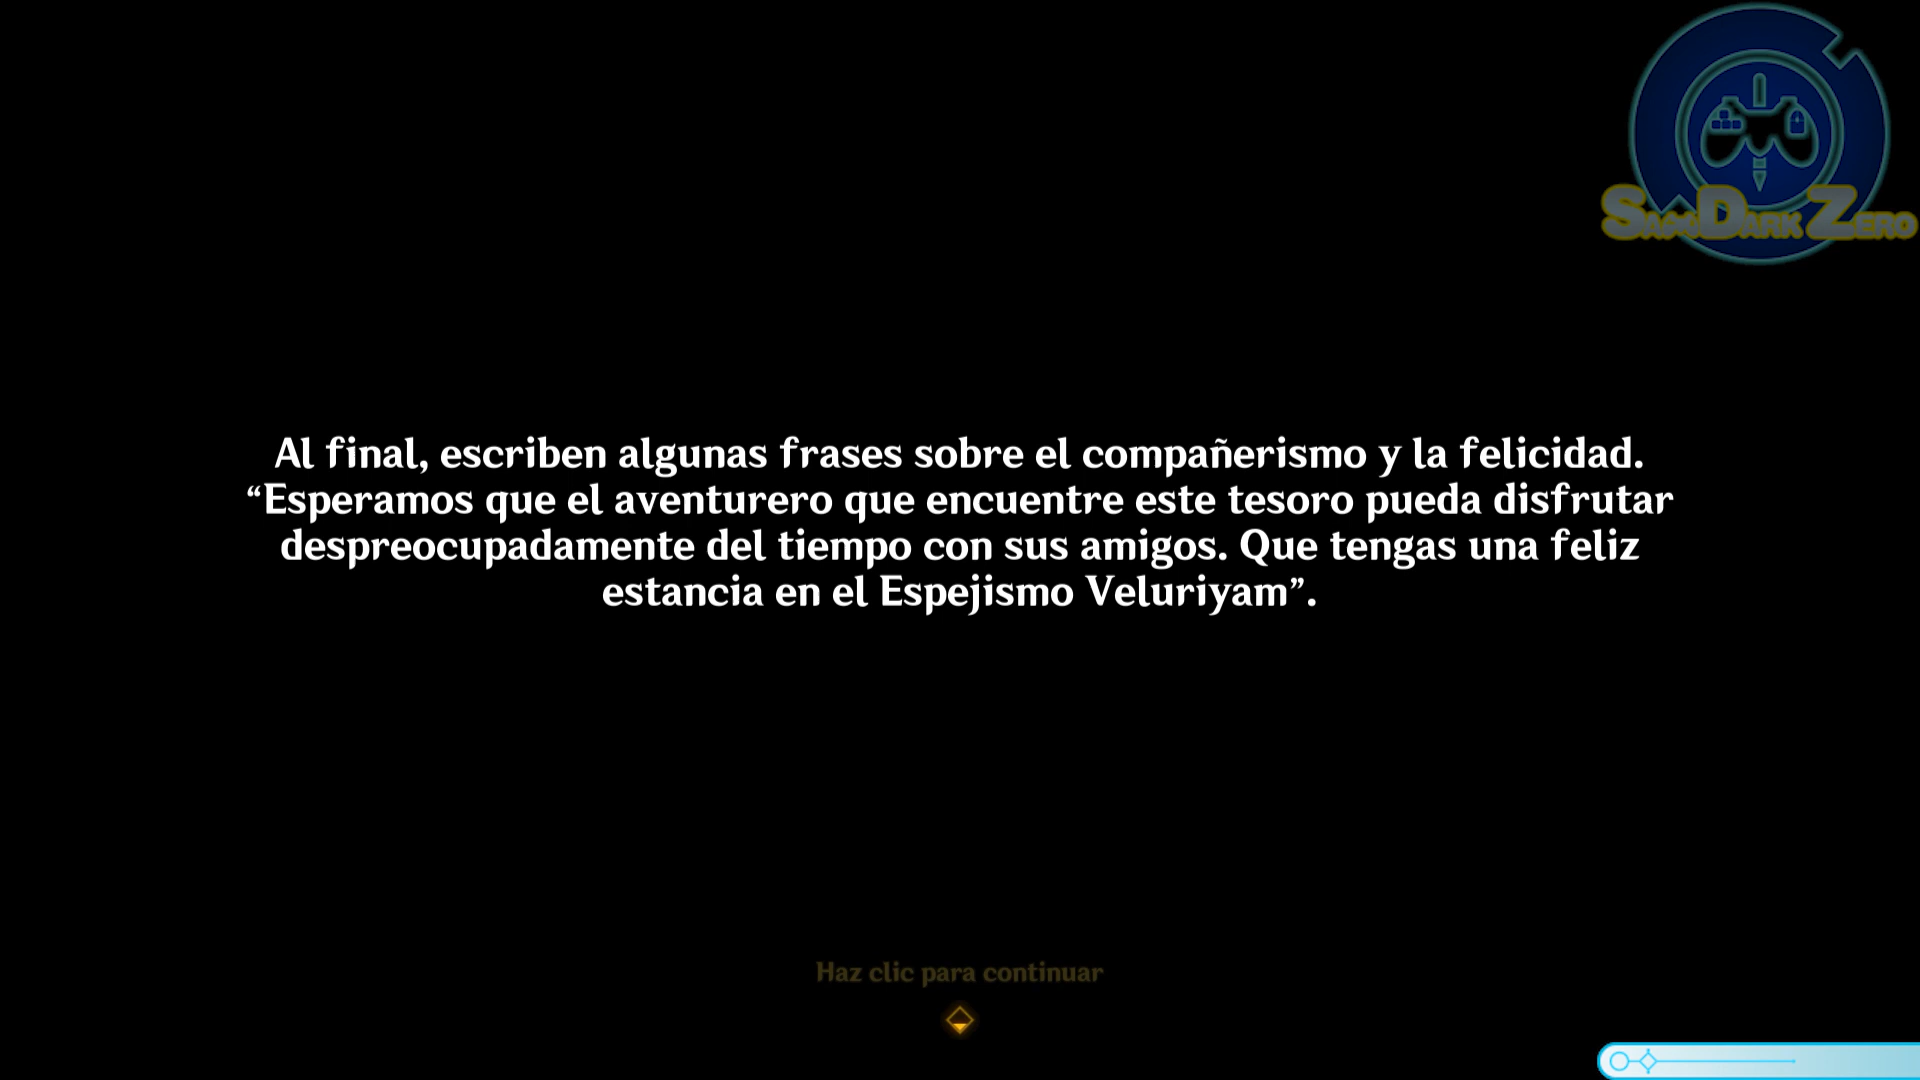 Al final, escriben algunas frases sobre el compañerismo y la felicidad.
“Esperamos que el aventurero que encuentre este tesoro pueda disfrutar
despreocupadamente del tiempo con sus amigos. Que tengas una feliz
estancia en el Espejismo Veluriyam”.
Haz clic para continuar